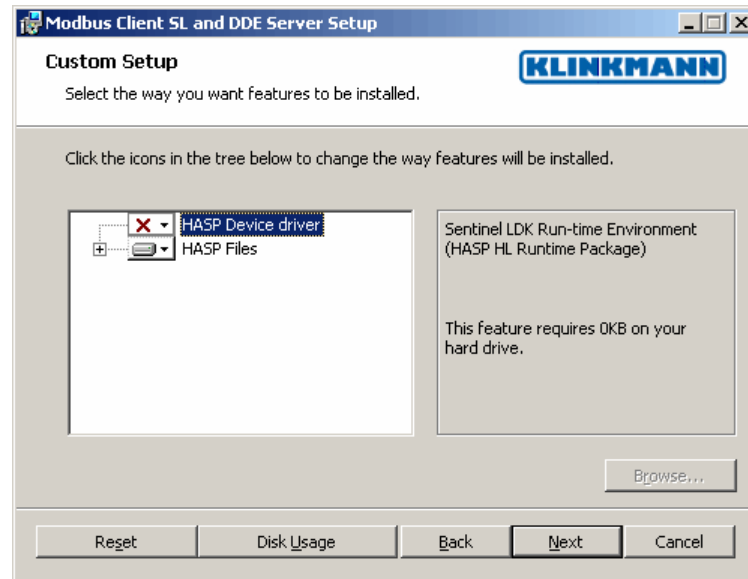 Modbus Client SL and DDE Server Setup
Custom Setup
KLINKMANN
Select the way you want features to be installed.
Click the icons in the tree below to change the way features will be installed.
HASP Device driver
HASP Files
Sentinel LDK Run-time Environment
(HASP HL Runtime Package)
This feature requires 0KB on your
hard drive.
Browse...
Reset
Disk Usage
Back
Next
Cancel